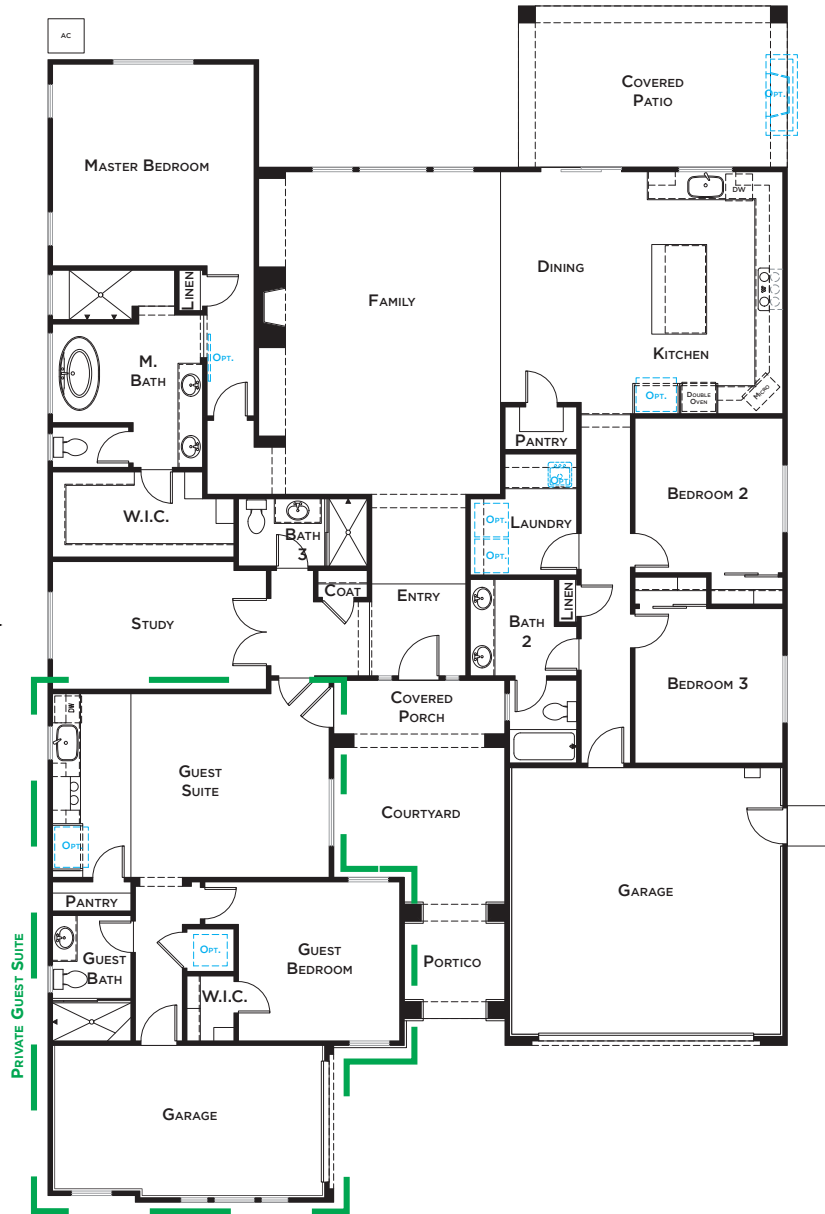 AC
COVERED
PATIO
OPT.
MASTER BEDROOM
DW
LINEN
DINING
FAMILY
KITCHEN
OPT.
M.
BATH
OPT.
DOUBLE
OVEN
MICRO
PANTRY
OPT.
W.I.C.
BEDROOM 2
OPT.
LAUNDRY
OPT.
BATH
3
COAT
ENTRY
LINEN
STUDY
BATH
2
BEDROOM 3
COVERED
PORCH
DW
GUEST
SUITE
COURTYARD
OPT.
GARAGE
PANTRY
GUEST
BATH
OPT.
GUEST
BEDROOM
PORTICO
W.I.C.
PRIVATE GUEST SUITE
GARAGE